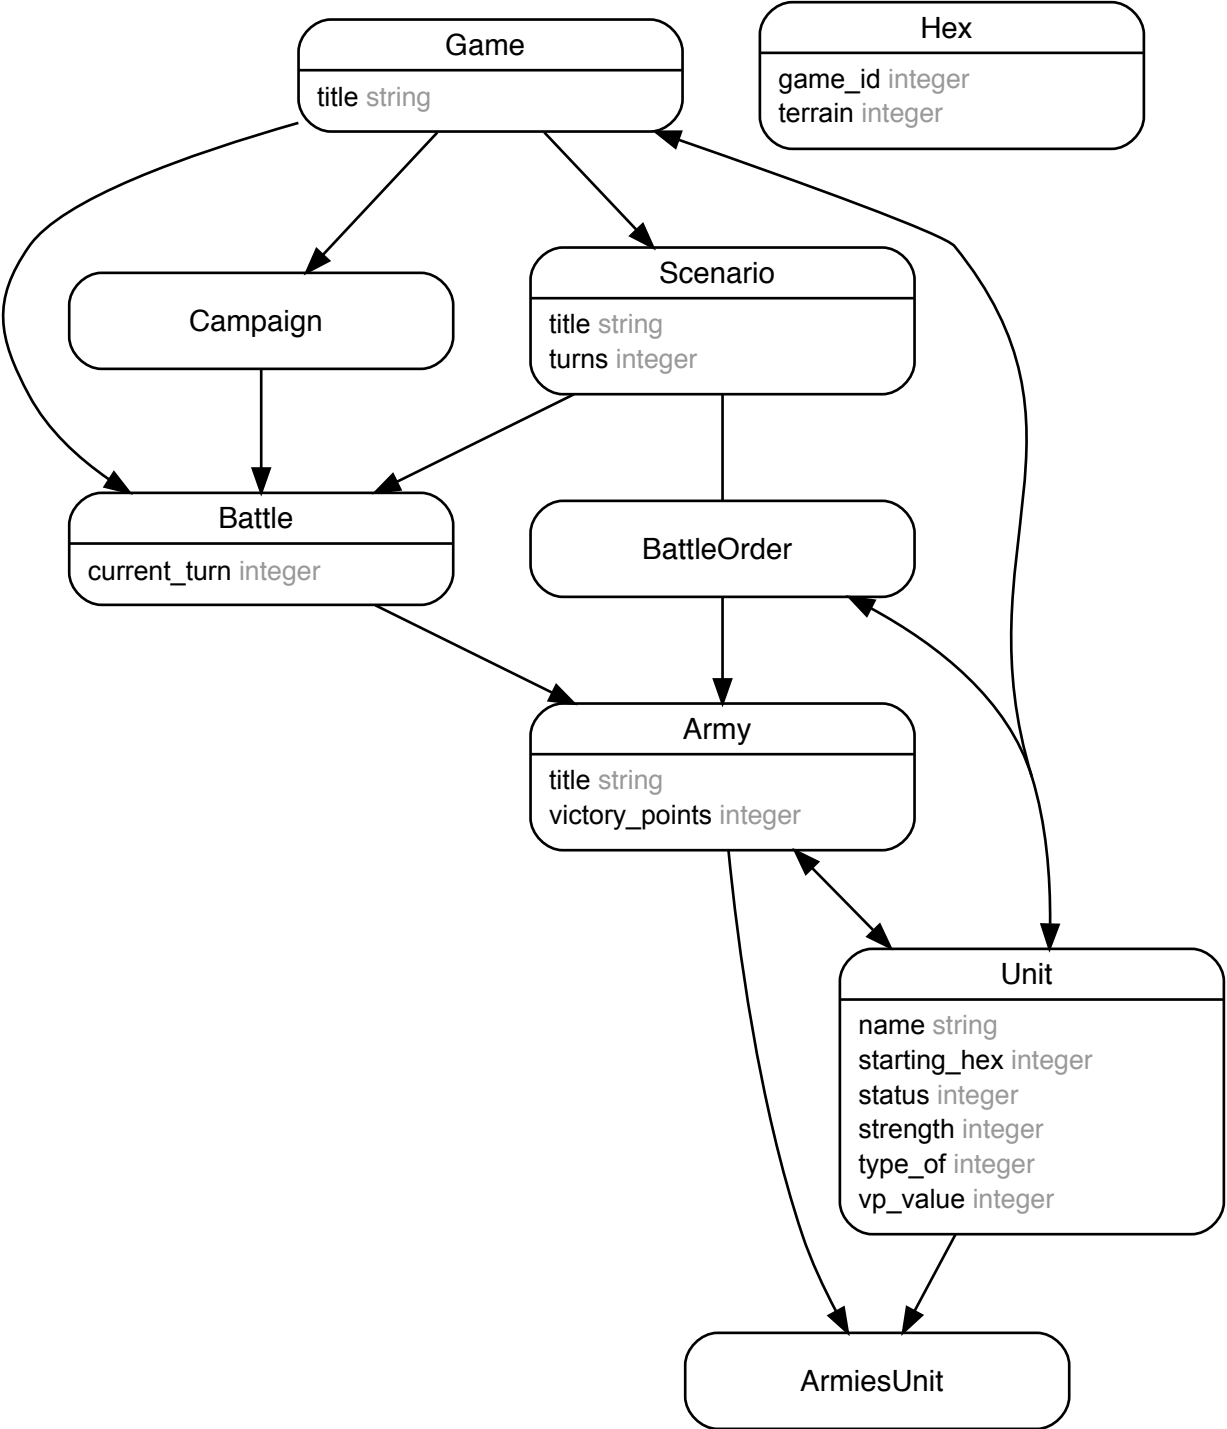 Game
title string
Hex
game_id integer
terrain integer
Campaign
Scenario
title string
turns integer
Battle
current_turn integer
BattleOrder
Army
title string
victory_points integer
Unit
name string
starting_hex integer
status integer
strength integer
type_of integer
vp_value integer
ArmiesUnit